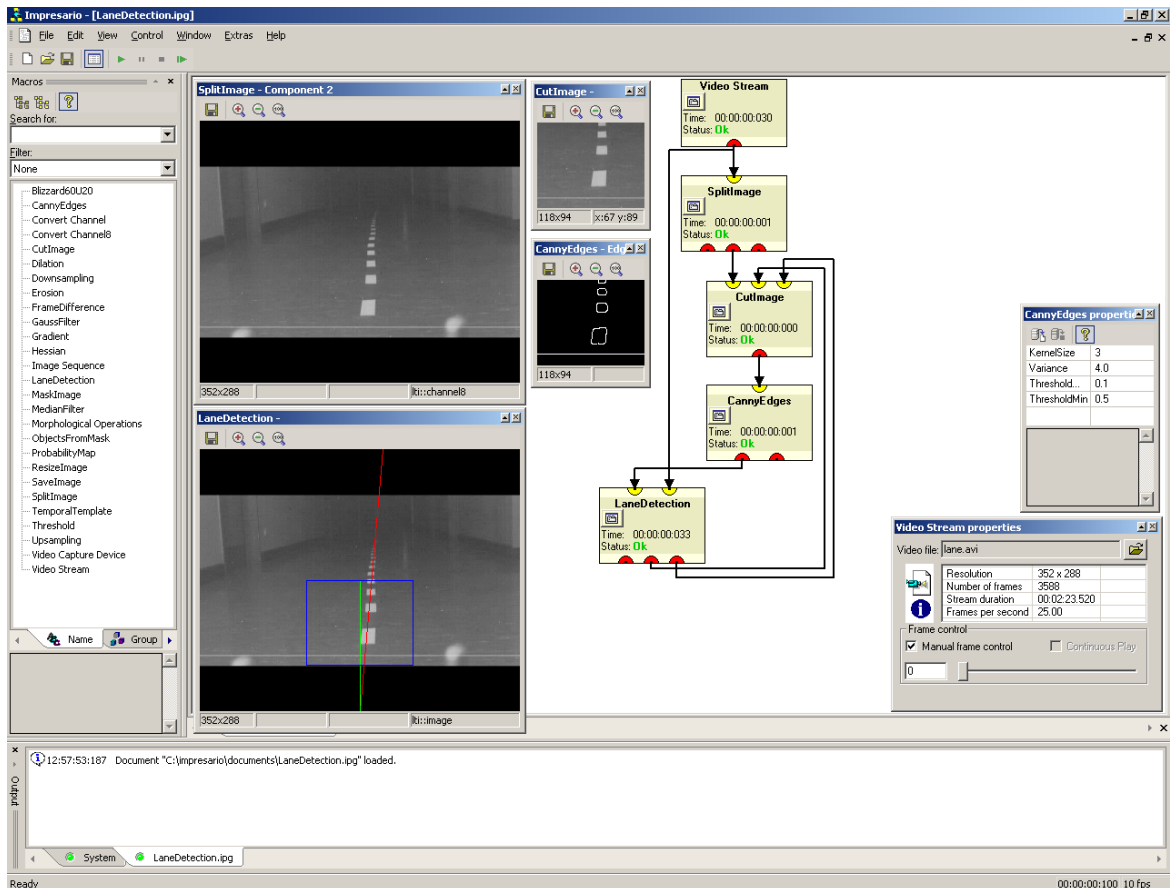 Impresario - [LaneDetection.ipg]
File Edit View Control Window Extras Help
Macros
Search for:
Filter:
None
Blizzard60U20
CannyEdges
Convert Channel
Convert Channel8
CutImage
Dilation
Downsampling
Erosion
FrameDifference
GaussFilter
Gradient
Hessian
Image Sequence
LaneDetection
MaskImage
MedianFilter
Morphological Operations
ObjectsFromMask
ProbabilityMap
ResizeImage
SaveImage
SplitImage
TemporalTemplate
Threshold
Upsampling
Video Capture Device
Video Stream
Name Group
SplitImage - Component 2
352x288 lti::channel8
LaneDetection -
352x288 lti::image
CutImage -
118x94 x:67 y:89
CannyEdges - Edg
118x94
Video Stream
Time: 00:00:00:030
Status: Ok
SplitImage
Time: 00:00:00:001
Status: Ok
CutImage
Time: 00:00:00:000
Status: Ok
CannyEdges
Time: 00:00:00:001
Status: Ok
LaneDetection
Time: 00:00:00:033
Status: Ok
CannyEdges properti
KernelSize 3
Variance 4.0
Threshold... 0.1
ThresholdMin 0.5
Video Stream properties
Video file: lane.avi
Resolution 352 x 288
Number of frames 3588
Stream duration 00:02:23.520
Frames per second 25.00
Frame control
Manual frame control Continuous Play
0
Output
12:57:53:187 Document "C:\impresario\documents\LaneDetection.ipg" loaded.
System LaneDetection.ipg
Ready 00:00:00:100 10 fps